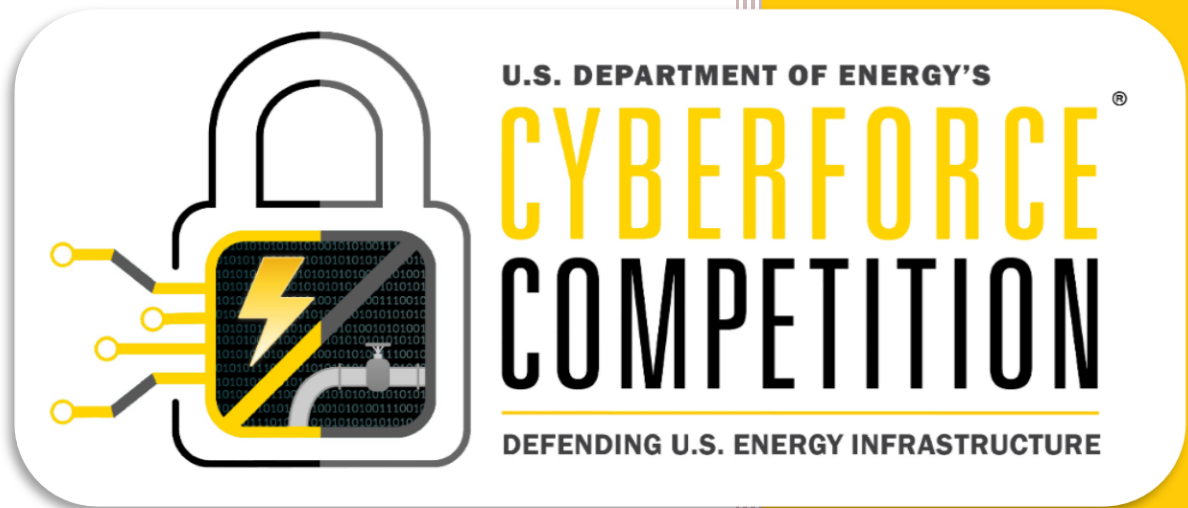 U.S. DEPARTMENT OF ENERGY'S
CYBERFORCE®
COMPETITION
DEFENDING U.S. ENERGY INFRASTRUCTURE